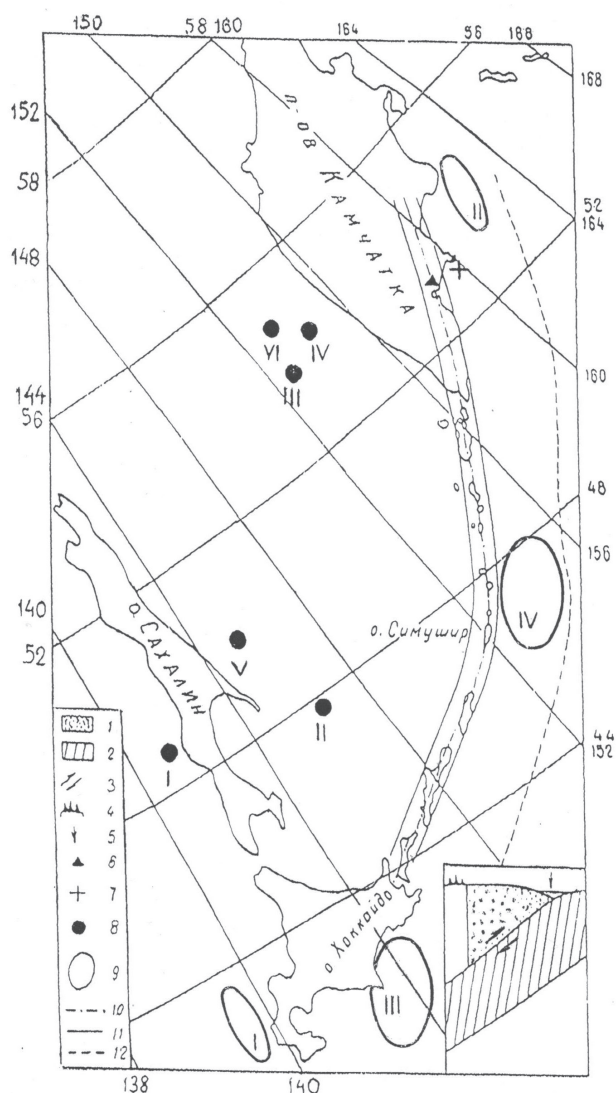 150
58 160
164
56 168
168
152
58
148
144
56
140
52
52
164
160
48
156
44
152
138
140
п-ов Камчатка
о. Сахалин
о. Симушир
о Хоккайдо
II
VI
IV
III
IV
V
II
I
I
III
1
2
3
4
5
6
7
8
9
10
11
12